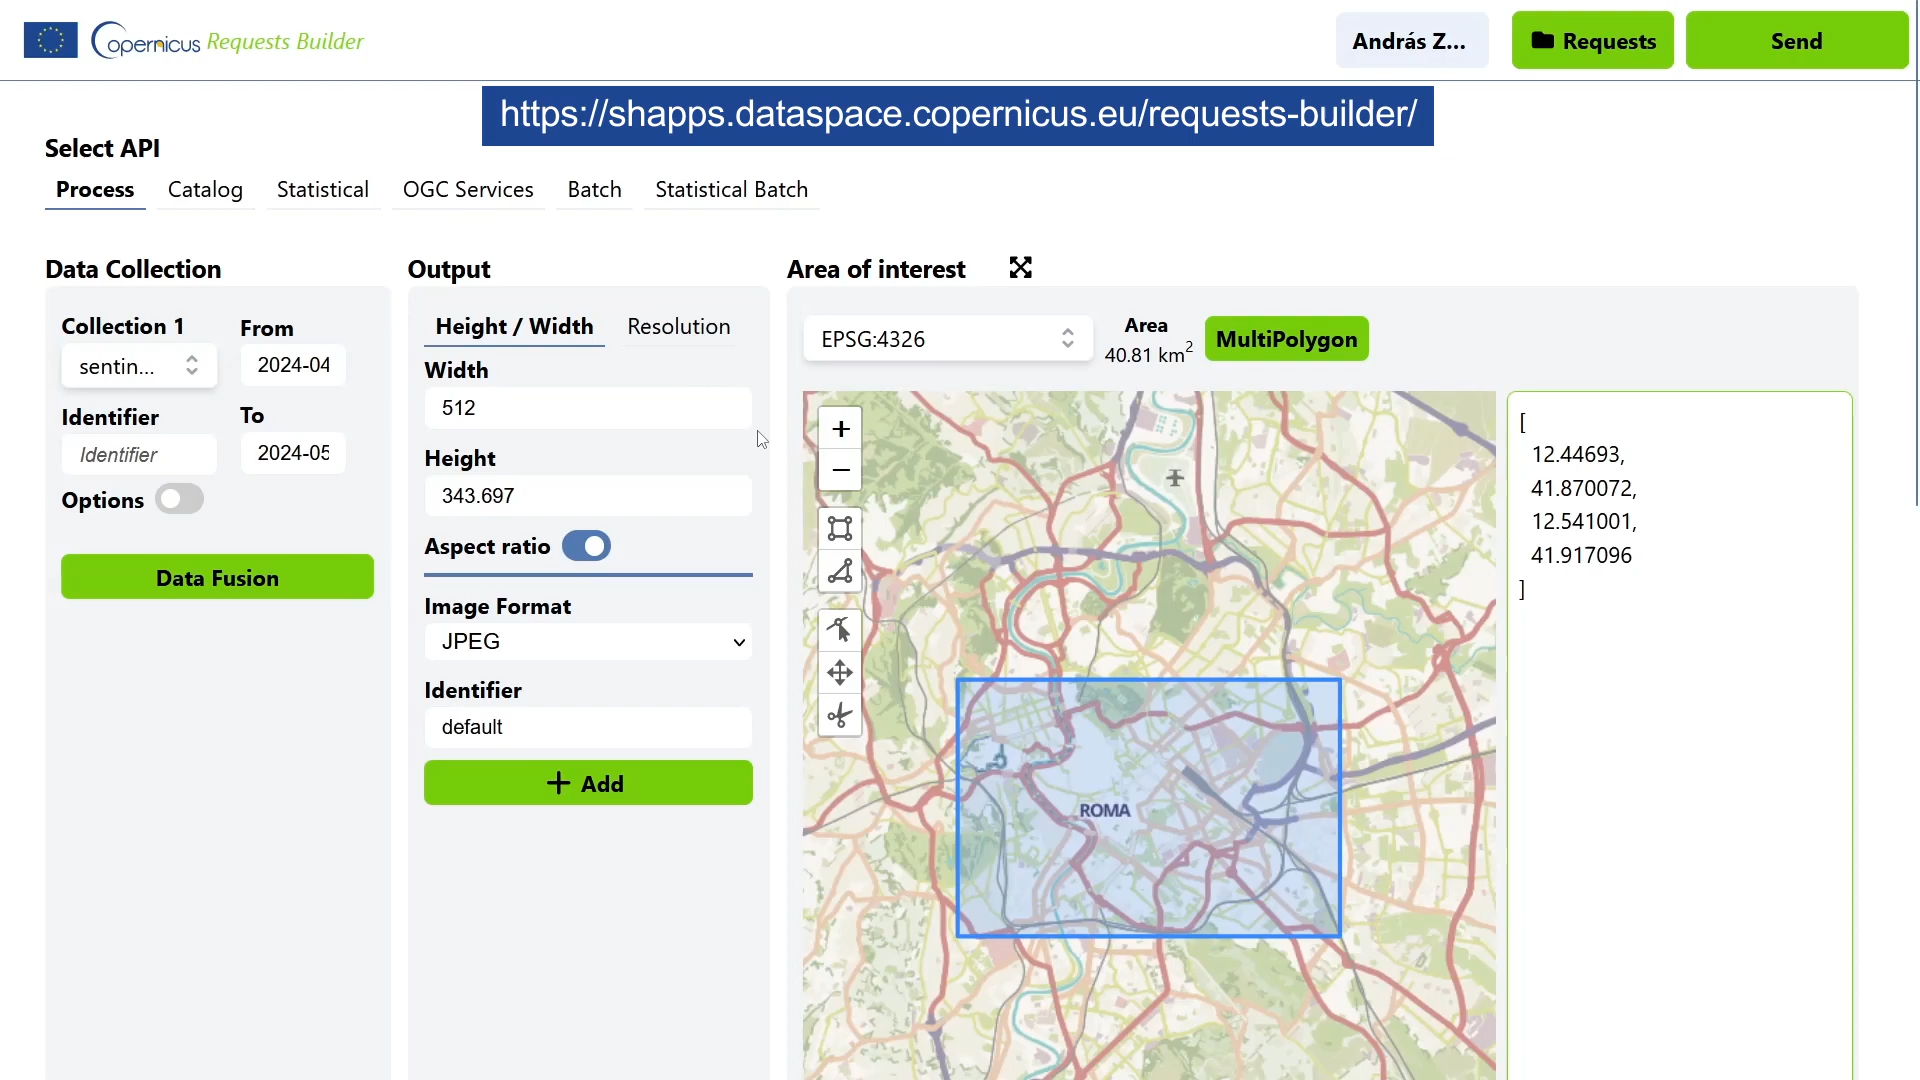 Opernicus Requests Builder
András Z...
Requests
Send
https://shapps.dataspace.copernicus.eu/requests-builder/
Select API
Process
Catalog
Statistical
OGC Services
Batch
Statistical Batch
Data Collection
Output
Area of interest
Collection 1
From
sentin...
2024-04
Identifier
To
Identifier
2024-05
Options
Data Fusion
Height / Width
Resolution
Width
512
Height
343.697
Aspect ratio
Image Format
JPEG
Identifier
default
+ Add
EPSG:4326
Area
40.81 km²
MultiPolygon
+
−
ROMA
[
12.44693,
41.870072,
12.541001,
41.917096
]